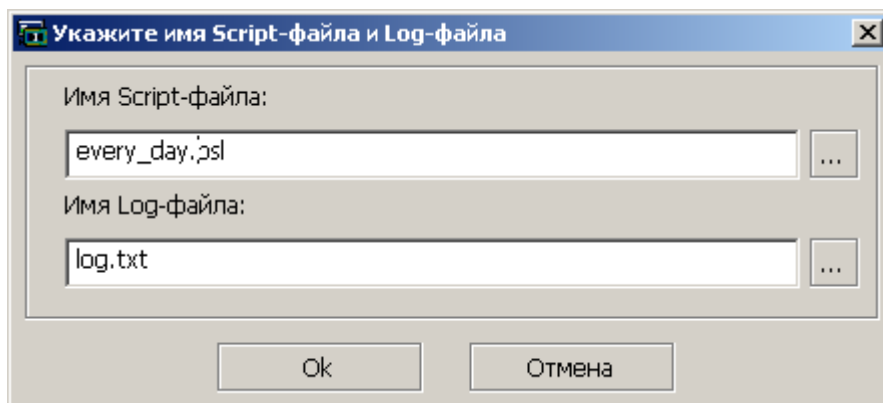 Укажите имя Script-файла и Log-файла
Имя Script-файла:
every_day.psl
...
Имя Log-файла:
log.txt
...
Ok Отмена